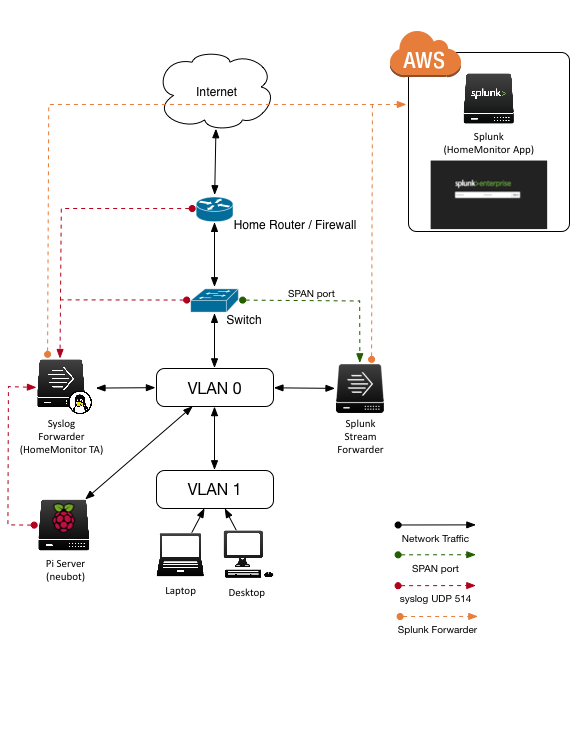 AWS
Internet
splunk>
Splunk
(HomeMonitor App)
splunk>enterprise
Home Router / Firewall
SPAN port
Switch
VLAN 0
Syslog
Forwarder
(HomeMonitor TA)
Splunk
Stream
Forwarder
VLAN 1
Pi Server
(neubot)
Laptop
Desktop
Network Traffic
SPAN port
syslog UDP 514
Splunk Forwarder